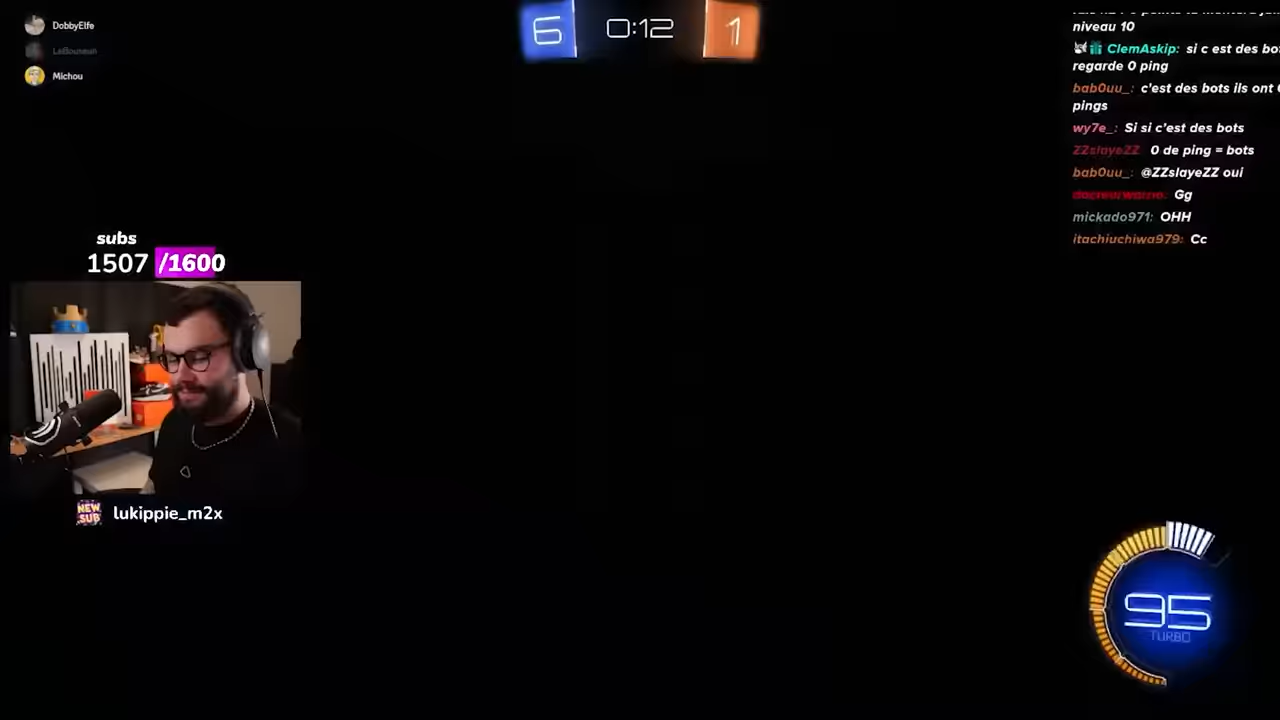 DobbyElfe
LeBouseuh
Michou
6
0:12
1
niveau 10
ClemAskip: si c est des bo
regarde 0 ping
bab0uu_: c'est des bots ils ont
pings
wy7e_: Si si c'est des bots
ZZslayeZZ 0 de ping = bots
bab0uu_: @ZZslayeZZ oui
Gg
mickado971: OHH
itachiuchiwa979: Cc
subs
1507 /1600
NEW SUB lukippie_m2x
95
TURBO